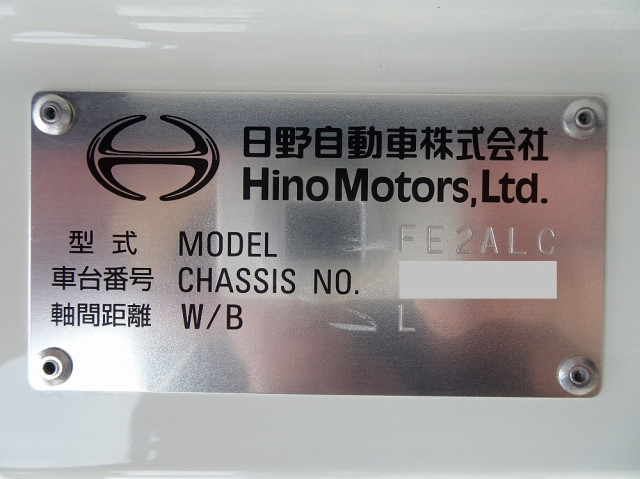 日野自動車株式会社
Hino Motors, Ltd.
型式 MODEL FE2ALC
車台番号 CHASSIS NO.
軸間距離 W/B L